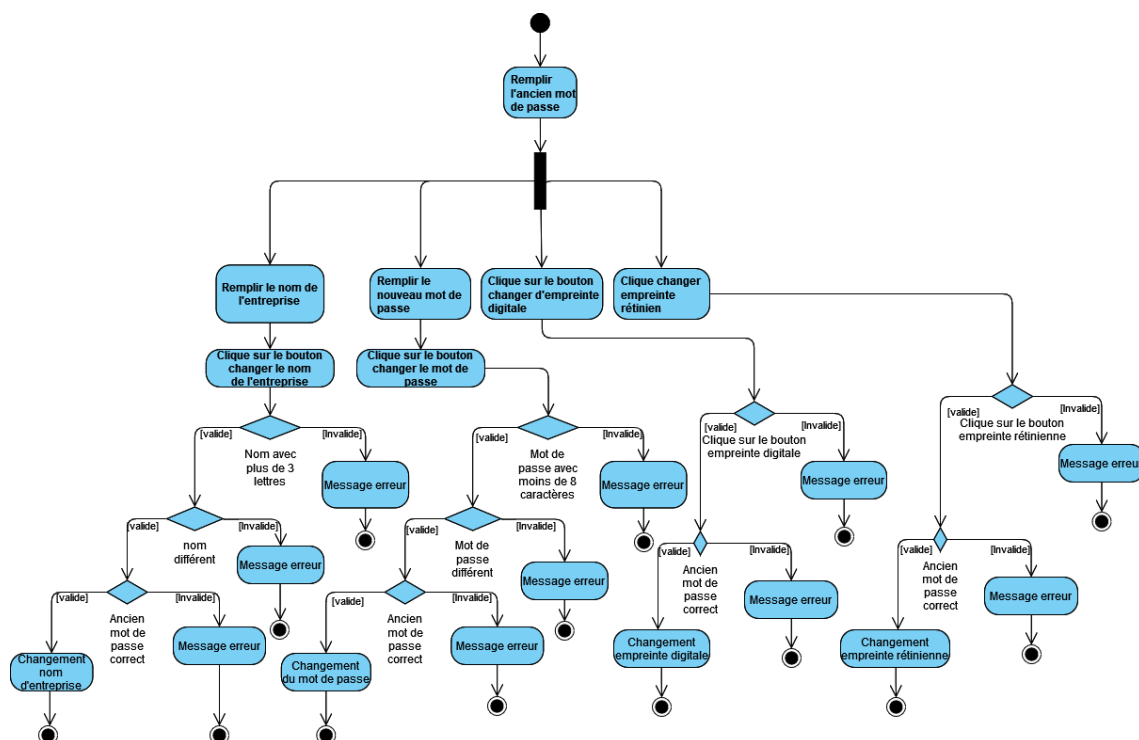 Remplir
l'ancien mot
de passe
Remplir le nom de
l'entreprise
Remplir le
nouveau mot de
passe
Clique sur le bouton
changer d'empreinte
digitale
Clique changer
empreinte
rétinien
Clique sur le bouton
changer le nom
de l'entreprise
Clique sur le bouton
changer le mot de
passe
[valide]
[Invalide]
Nom avec
plus de 3
lettres
Message erreur
[valide]
[Invalide]
Mot de
passe avec
moins de 8
caractères
Message erreur
[valide]
[Invalide]
Clique sur le bouton
empreinte digitale
Message erreur
[valide]
[Invalide]
Clique sur le bouton
empreinte rétinienne
Message erreur
[valide]
[Invalide]
nom
différent
Message erreur
[valide]
[Invalide]
Mot de
passe
différent
Message erreur
[valide]
[Invalide]
Ancien
mot de
passe
correct
Message erreur
[valide]
[Invalide]
Ancien
mot de
passe
correct
Message erreur
[valide]
[Invalide]
Ancien
mot de
passe
correct
Message erreur
Changement
nom
d'entreprise
[valide]
[Invalide]
Ancien
mot de
passe correct
Message erreur
Changement
du mot de passe
Changement
empreinte digitale
Changement
empreinte rétinienne